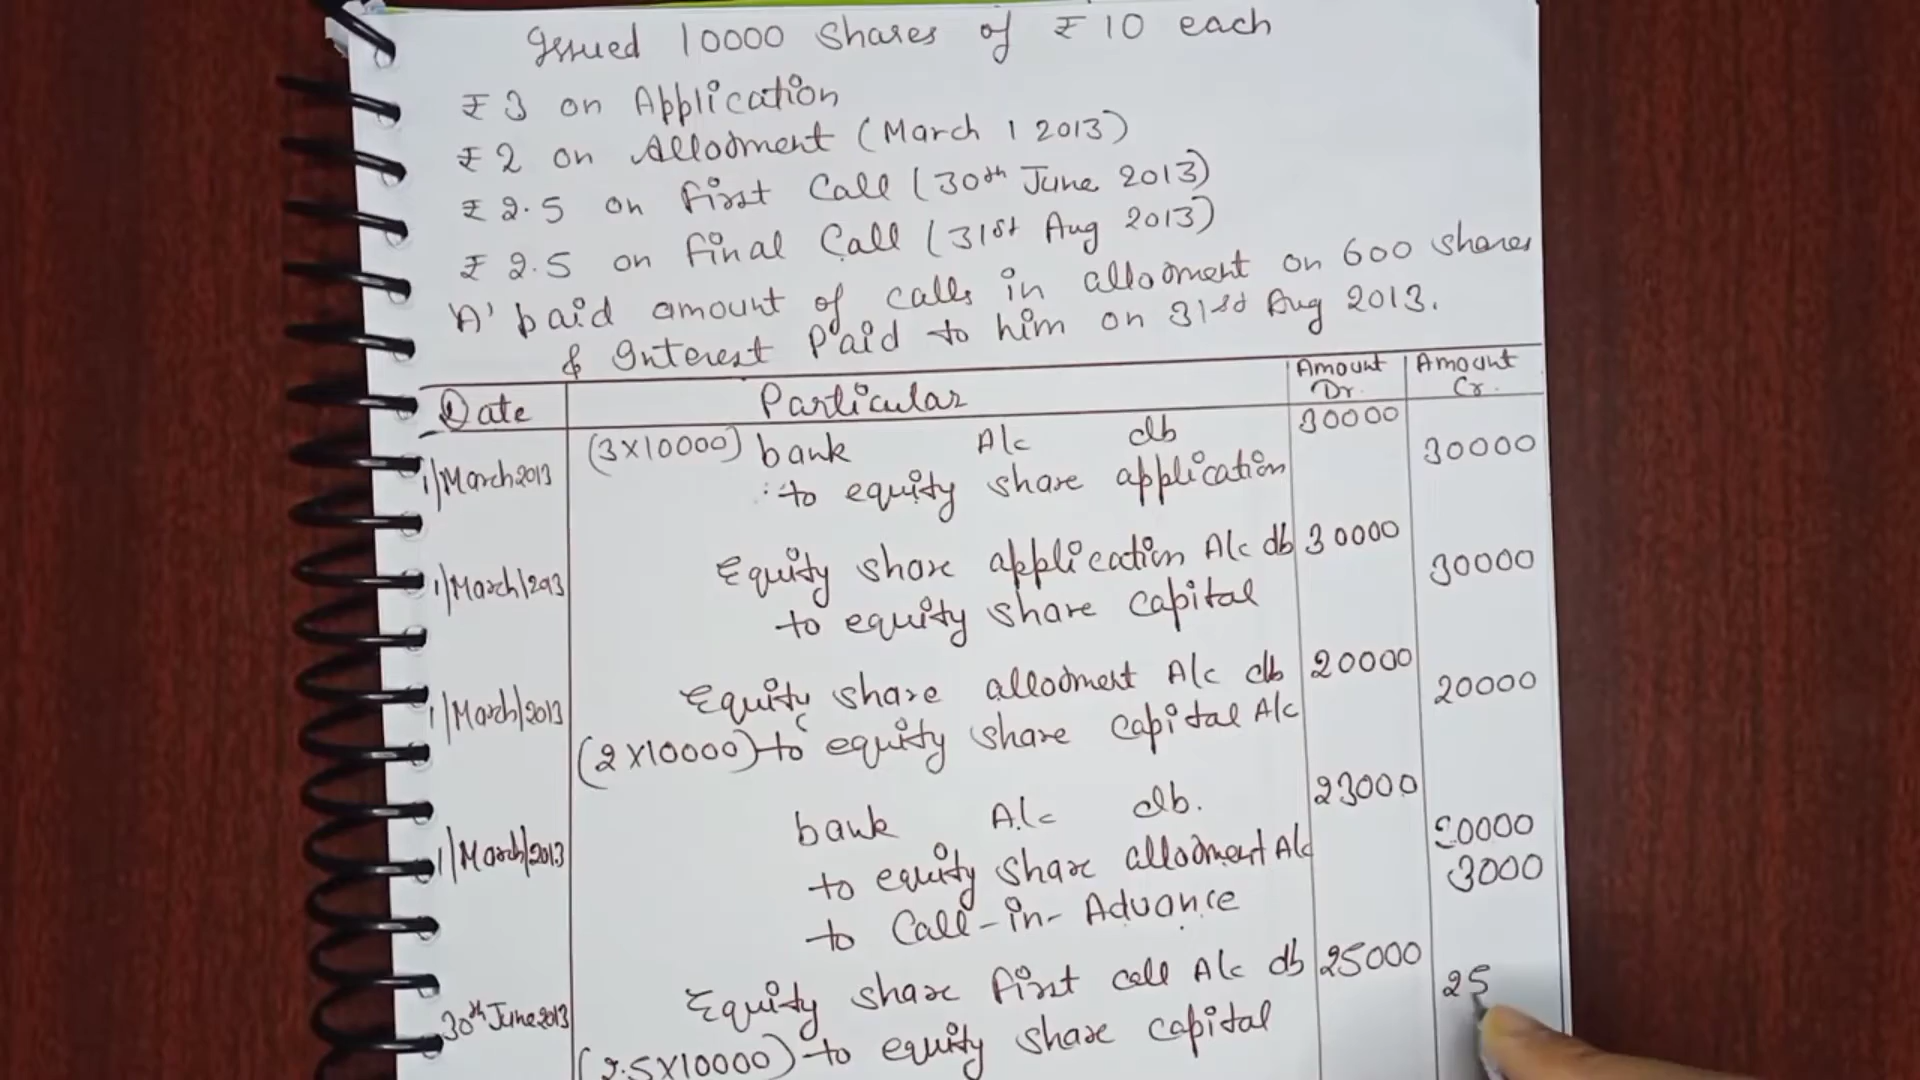 Issued 10000 shares of ₹ 10 each
₹ 3 on Application
₹ 2 on Allotment (March 1 2013)
₹ 2.5 on first Call (30th June 2013)
₹ 2.5 on final Call (31st Aug 2013)
'A' paid amount of calls in allotment on 600 shares
& Interest Paid to him on 31st Aug 2013.
Date Particular Amount Dr. Amount Cr.
1/March 2013 (3x10000) bank A/c db 30000
to equity share application 30000
1/March/2013 Equity share application A/c db 30000
to equity share capital 30000
1/March/2013 Equity share allotment A/c db 20000
(2x10000) to equity share capital A/c 20000
1/March/2013 bank A/c db. 23000
to equity share allotment A/c 20000
to Call-in-Advance 3000
30th June 2013 Equity share first call A/c db 25000
(2.5x10000) to equity share capital 25